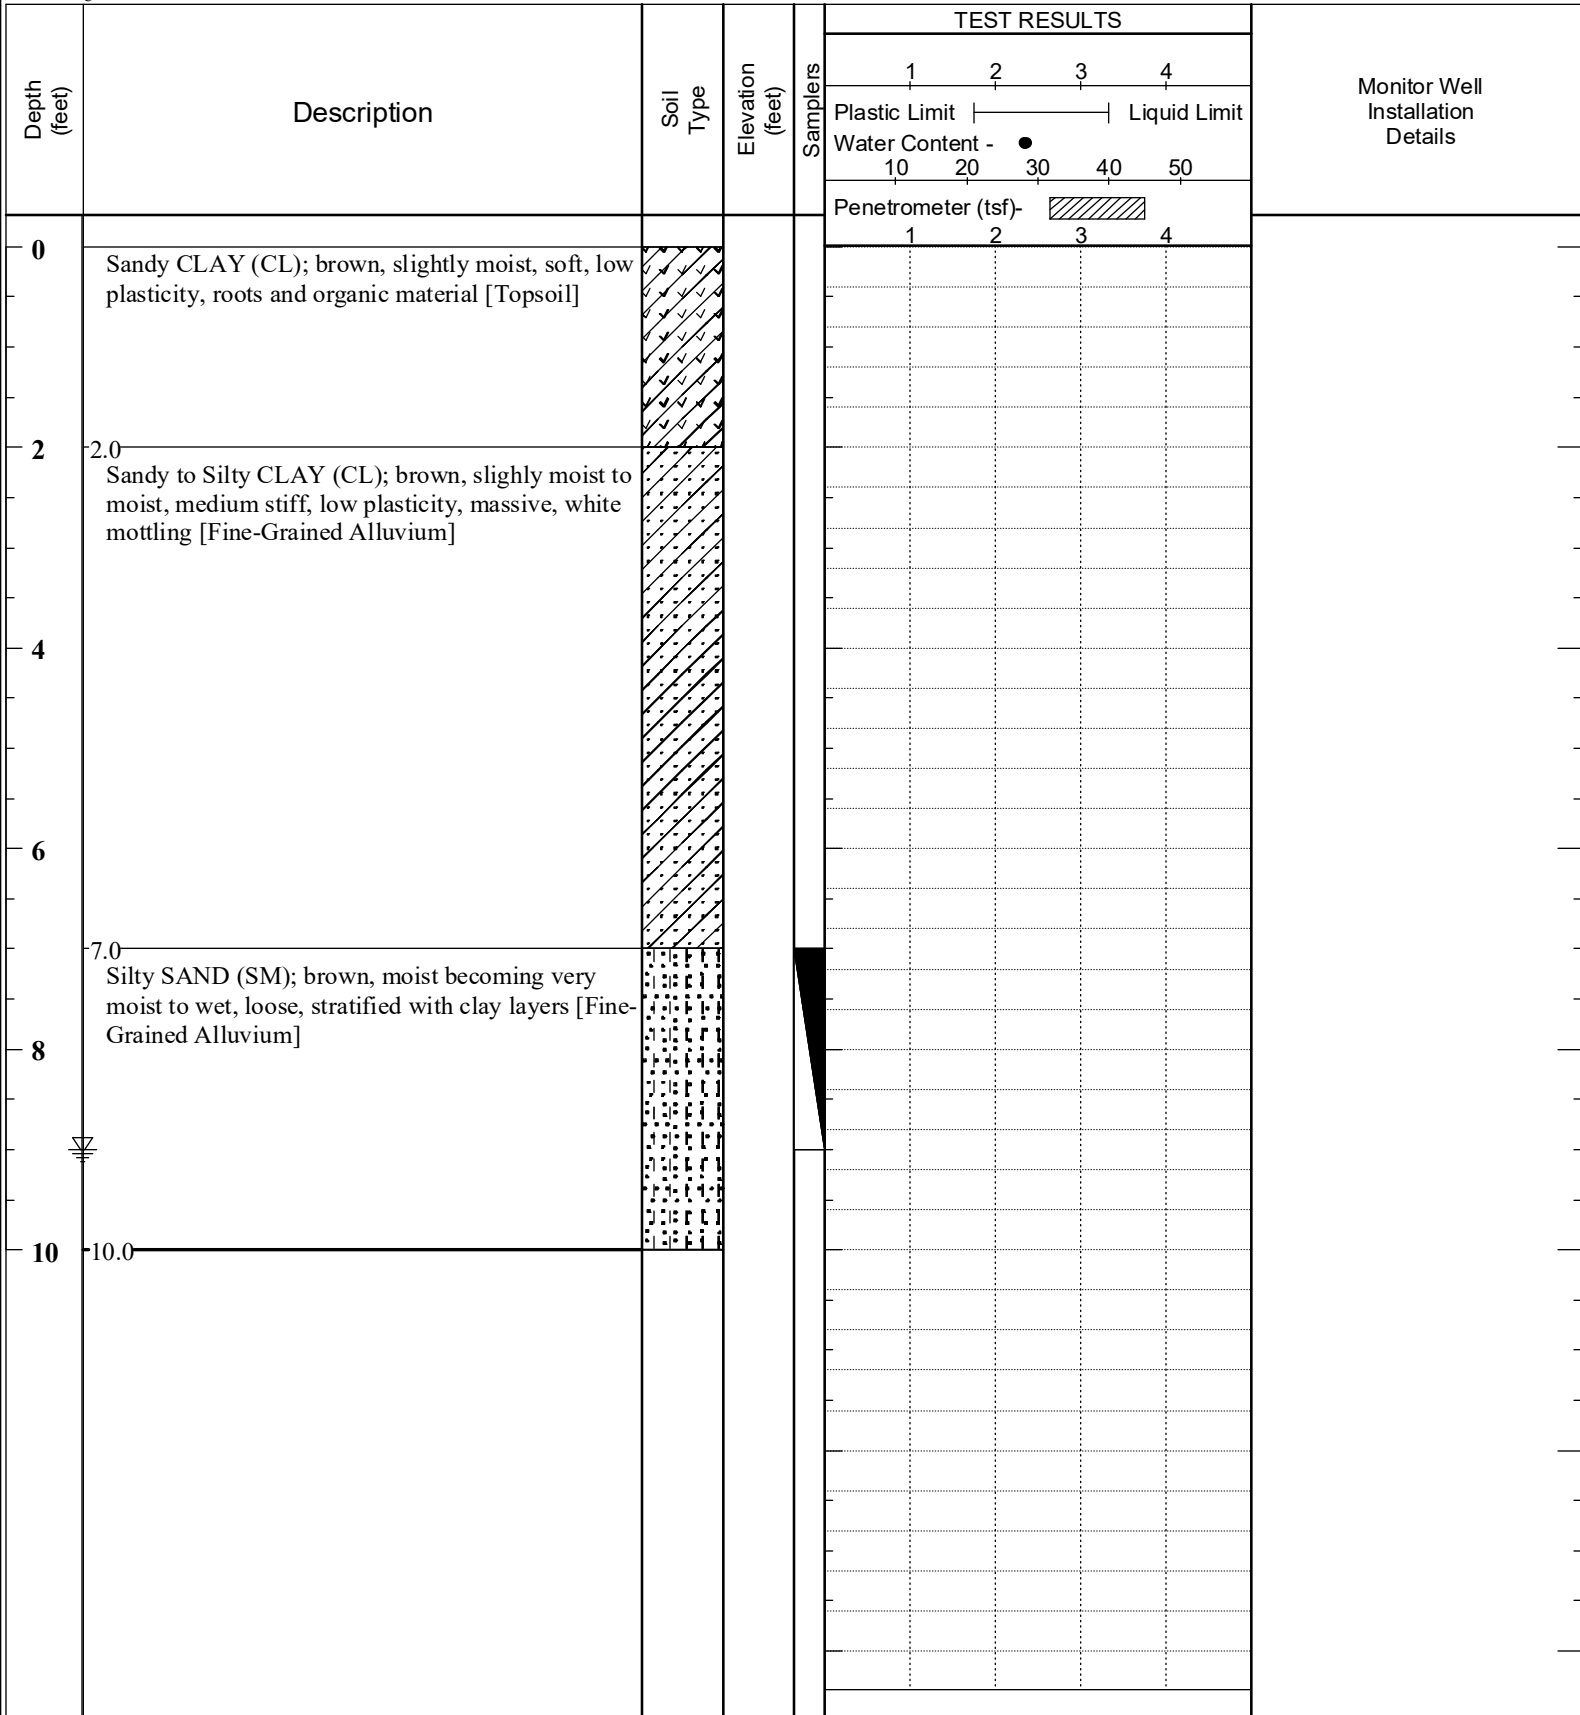 TEST RESULTS
Depth
(feet)
Description
Soil
Type
Elevation
(feet)
Samplers
1 2 3 4
Plastic Limit Liquid Limit
Water Content -
10 20 30 40 50
Penetrometer (tsf)-
1 2 3 4
Monitor Well
Installation
Details
0
Sandy CLAY (CL); brown, slightly moist, soft, low
plasticity, roots and organic material [Topsoil]
2
2.0
Sandy to Silty CLAY (CL); brown, slighly moist to
moist, medium stiff, low plasticity, massive, white
mottling [Fine-Grained Alluvium]
4
6
7.0
Silty SAND (SM); brown, moist becoming very
moist to wet, loose, stratified with clay layers [Fine-
Grained Alluvium]
8
10
10.0